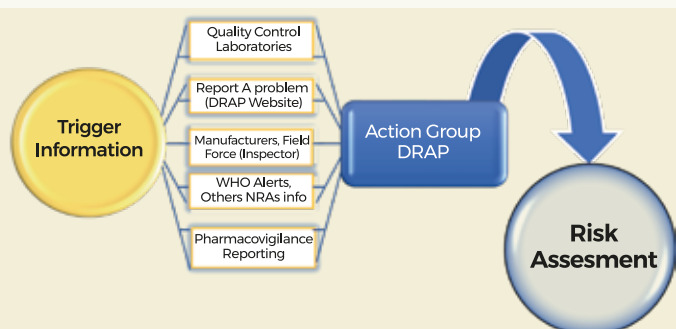 Trigger
Information
Quality Control
Laboratories
Report A problem
(DRAP Website)
Manufacturers, Field
Force (Inspector)
WHO Alerts,
Others NRAs info
Pharmacovigilance
Reporting
Action Group
DRAP
Risk
Assesment